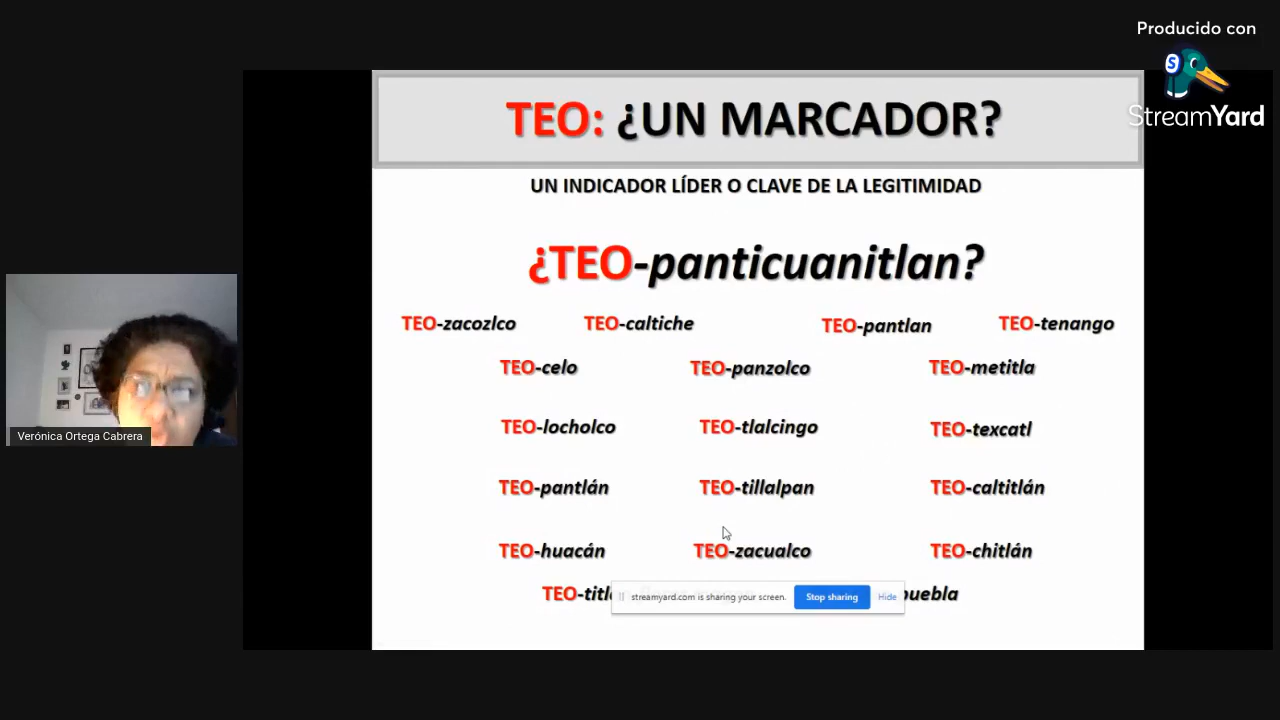 Producido con
StreamYard
TEO: ¿UN MARCADOR?
UN INDICADOR LÍDER O CLAVE DE LA LEGITIMIDAD
¿TEO-panticuanitlan?
TEO-zacozlco TEO-caltiche TEO-pantlan TEO-tenango
TEO-celo TEO-panzolco TEO-metitla
TEO-locholco TEO-tlalcingo TEO-texcatl
TEO-pantlán TEO-tillalpan TEO-caltitlán
TEO-huacán TEO-zacualco TEO-chitlán
streamyard.com is sharing your screen. Stop sharing Hide
Verónica Ortega Cabrera